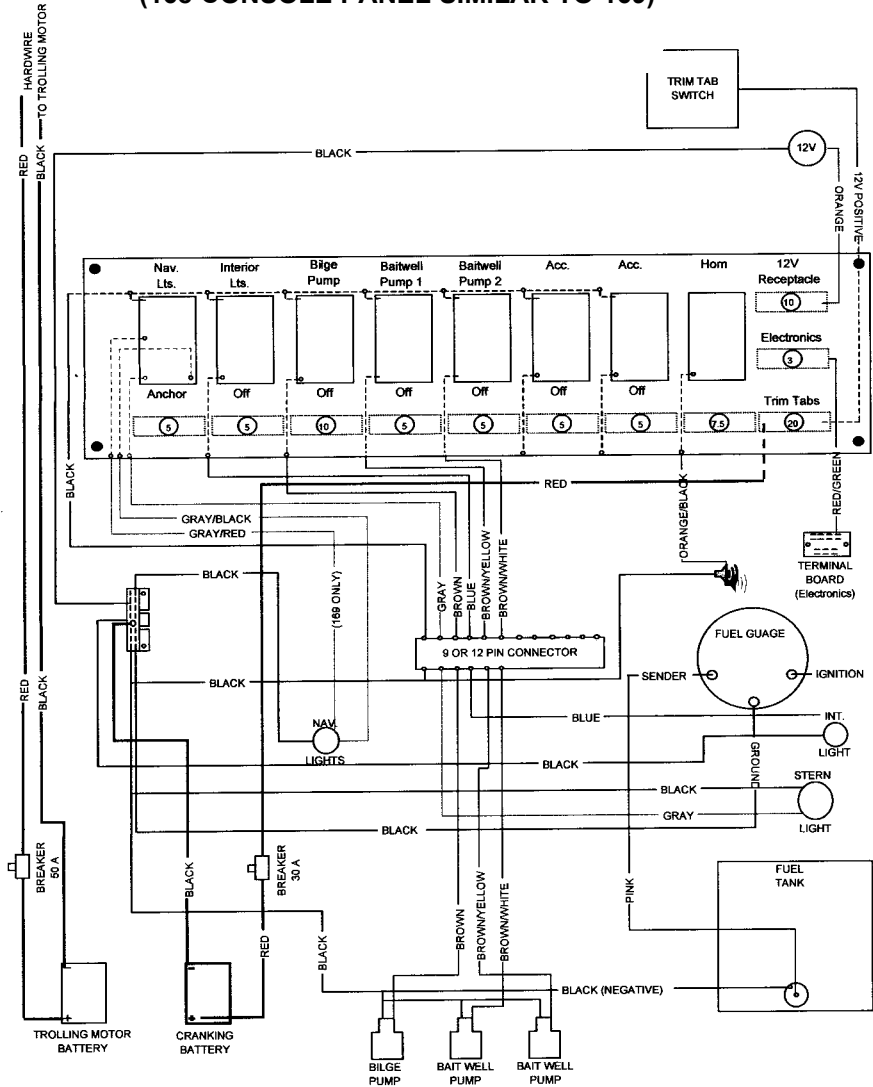 (168 CONSOLE PANEL SIMILAR TO 169)
HARDWIRE
TO TROLLING MOTOR
RED
BLACK
TRIM TAB
SWITCH
BLACK
12V
ORANGE
12V POSITIVE
Nav.
Lts.
Interior
Lts.
Bilge
Pump
Baitwell
Pump 1
Baitwell
Pump 2
Acc.
Acc.
Horn
12V
Receptacle
10
Electronics
3
Anchor
Off
Off
Off
Off
Off
Off
Trim Tabs
5
5
10
5
5
5
5
7.5
20
BLACK
RED
ORANGE/BLACK
RED/GREEN
GRAY/BLACK
GRAY/RED
BLACK
(169 ONLY)
GRAY
BROWN
BLUE
BROWN/YELLOW
BROWN/WHITE
TERMINAL
BOARD
(Electronics)
9 OR 12 PIN CONNECTOR
FUEL GUAGE
SENDER
IGNITION
RED
BLACK
BLACK
NAV.
LIGHTS
BLUE
INT.
LIGHT
BLACK
GROUND
STERN
LIGHT
BLACK
GRAY
BLACK
BREAKER
50 A
BLACK
BREAKER
30 A
RED
BLACK
BROWN
BROWN/YELLOW
BROWN/WHITE
PINK
FUEL
TANK
BLACK (NEGATIVE)
TROLLING MOTOR
BATTERY
CRANKING
BATTERY
BILGE
PUMP
BAIT WELL
PUMP
BAIT WELL
PUMP